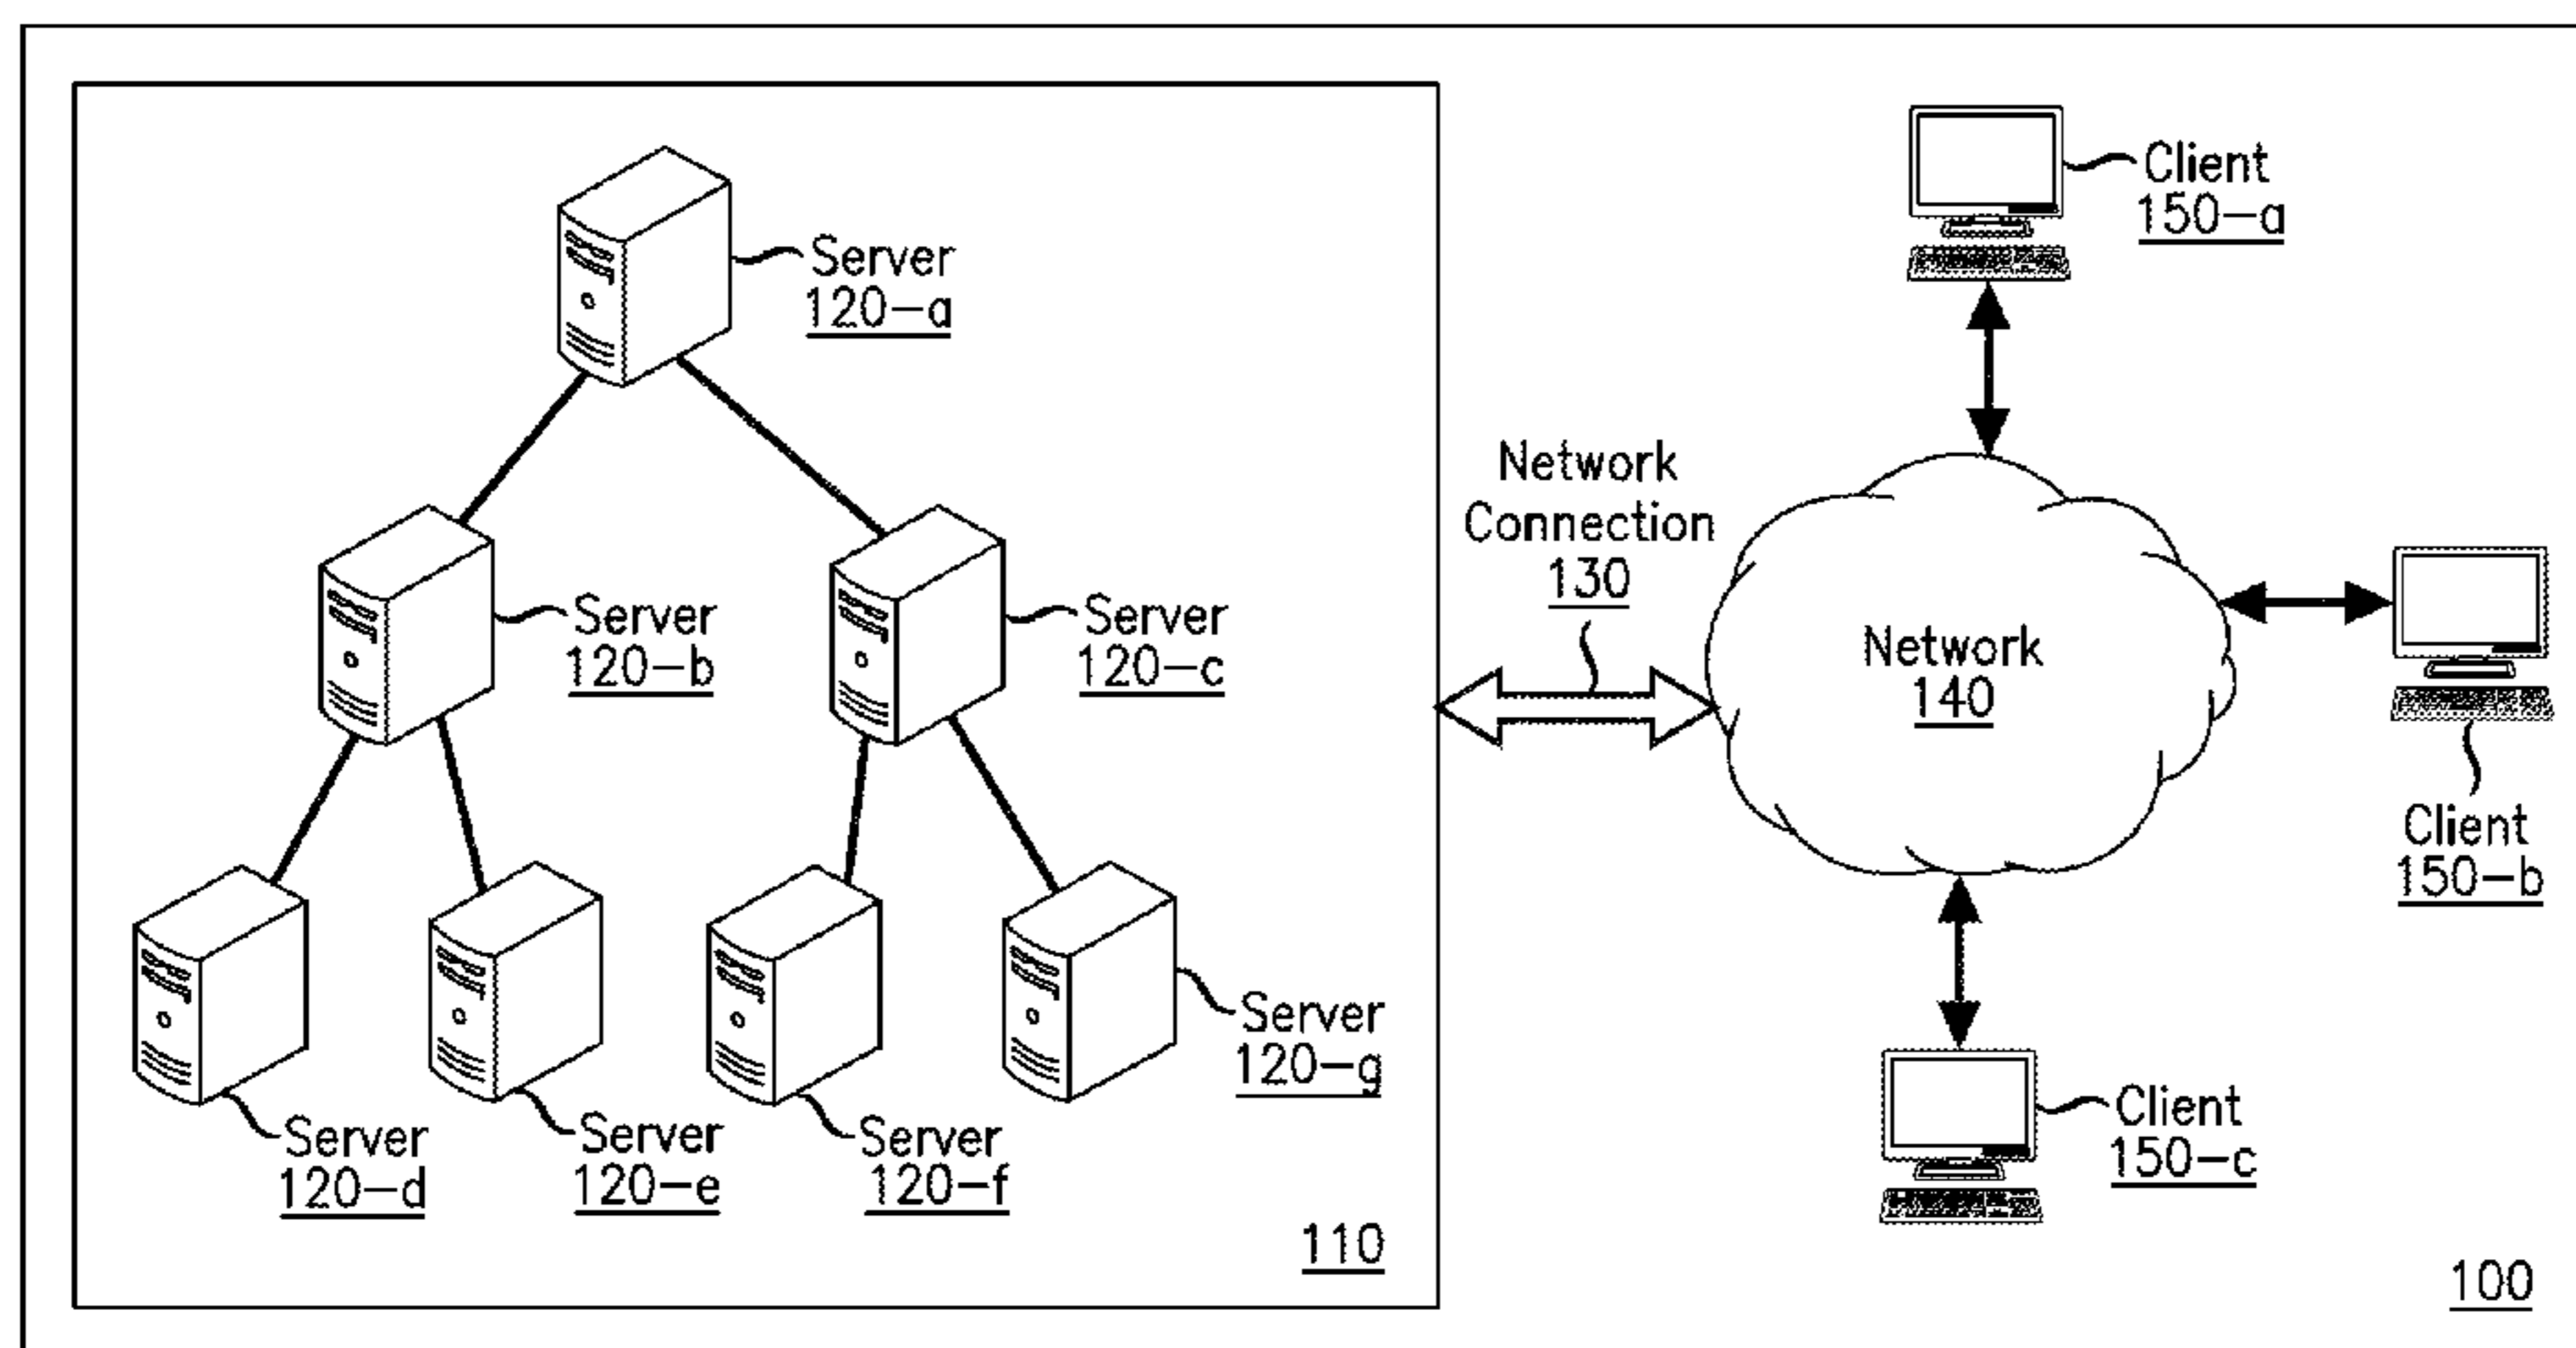 Server
120-a
Server
120-b
Server
120-c
Server
120-d
Server
120-e
Server
120-f
Server
120-g
110
Network
Connection
130
Network
140
Client
150-a
Client
150-b
Client
150-c
100